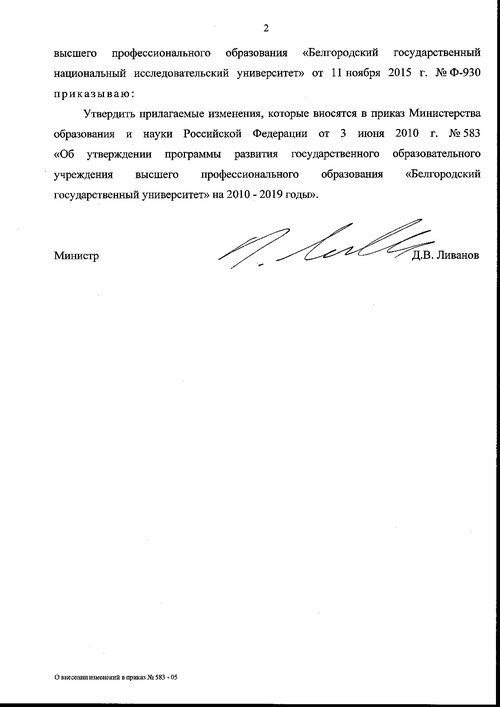 2
высшего профессионального образования «Белгородский государственный
национальный исследовательский университет» от 11 ноября 2015 г. № Ф-930
приказываю:
Утвердить прилагаемые изменения, которые вносятся в приказ Министерства
образования и науки Российской Федерации от 3 июня 2010 г. № 583
«Об утверждении программы развития государственного образовательного
учреждения высшего профессионального образования «Белгородский
государственный университет» на 2010 - 2019 годы».
Министр Д.В. Ливанов
О внесении изменений в приказ № 583 - 05